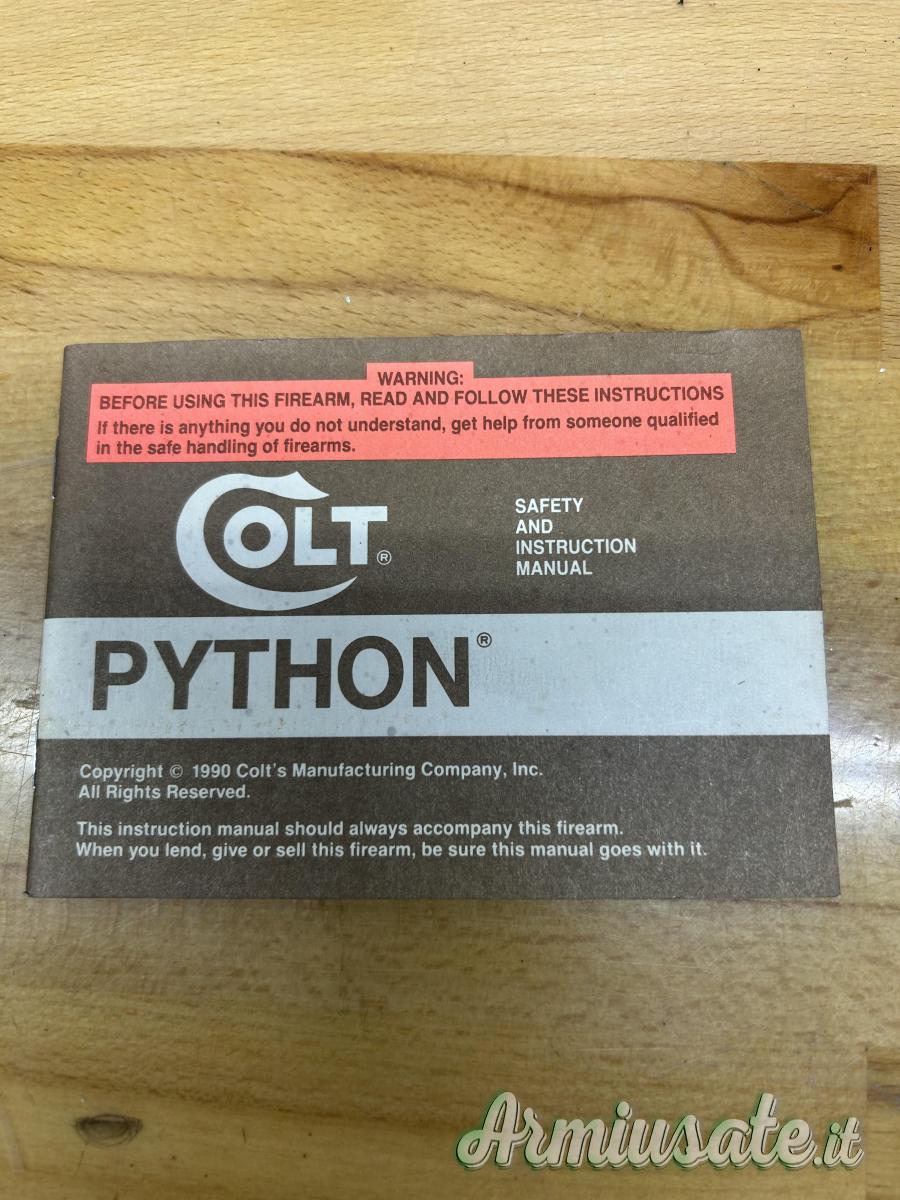 WARNING:
BEFORE USING THIS FIREARM, READ AND FOLLOW THESE INSTRUCTIONS
If there is anything you do not understand, get help from someone qualified
in the safe handling of firearms.
COLT®
SAFETY
AND
INSTRUCTION
MANUAL
PYTHON®
Copyright © 1990 Colt's Manufacturing Company, Inc.
All Rights Reserved.
This instruction manual should always accompany this firearm.
When you lend, give or sell this firearm, be sure this manual goes with it.
Armiusate.it